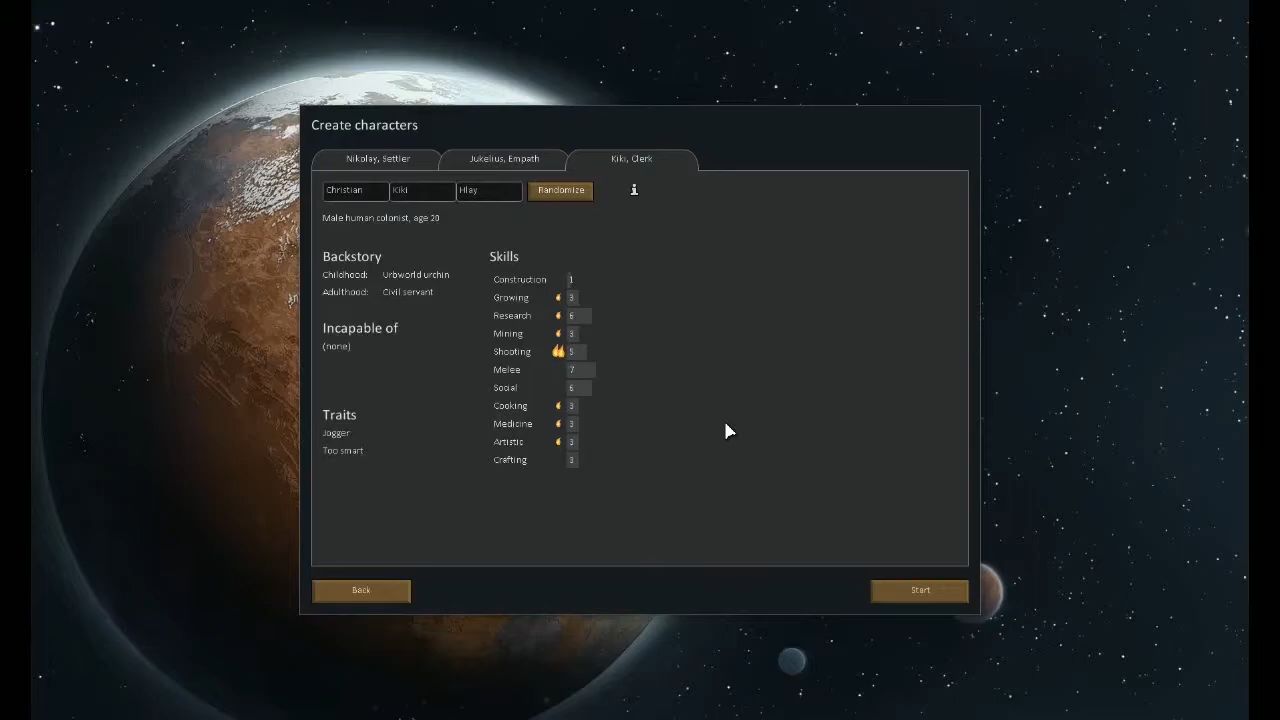 Create characters
Nikolay, Settler Jukelius, Empath Kiki, Clerk
Christian Kiki Hlay Randomize
Male human colonist, age 20
Backstory
Childhood: Urbworld urchin
Adulthood: Civil servant
Incapable of
(none)
Traits
Jogger
Too smart
Skills
Construction 1
Growing 3
Research 6
Mining 3
Shooting 5
Melee 7
Social 6
Cooking 3
Medicine 3
Artistic 3
Crafting 3
Back Start